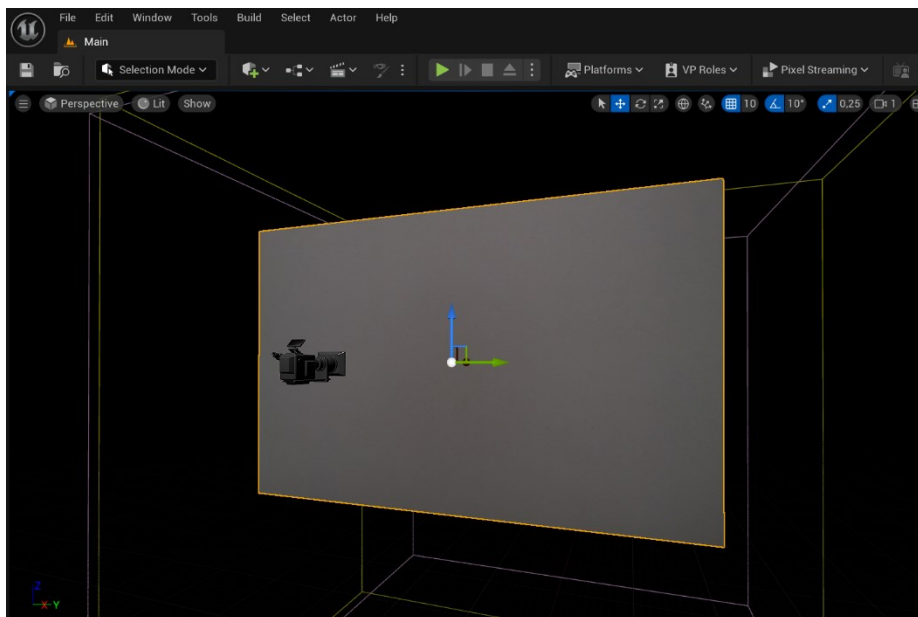 File Edit Window Tools Build Select Actor Help
Main
Selection Mode Platforms VP Roles Pixel Streaming
Perspective Lit Show 10 10° 0,25 1
Z
X Y